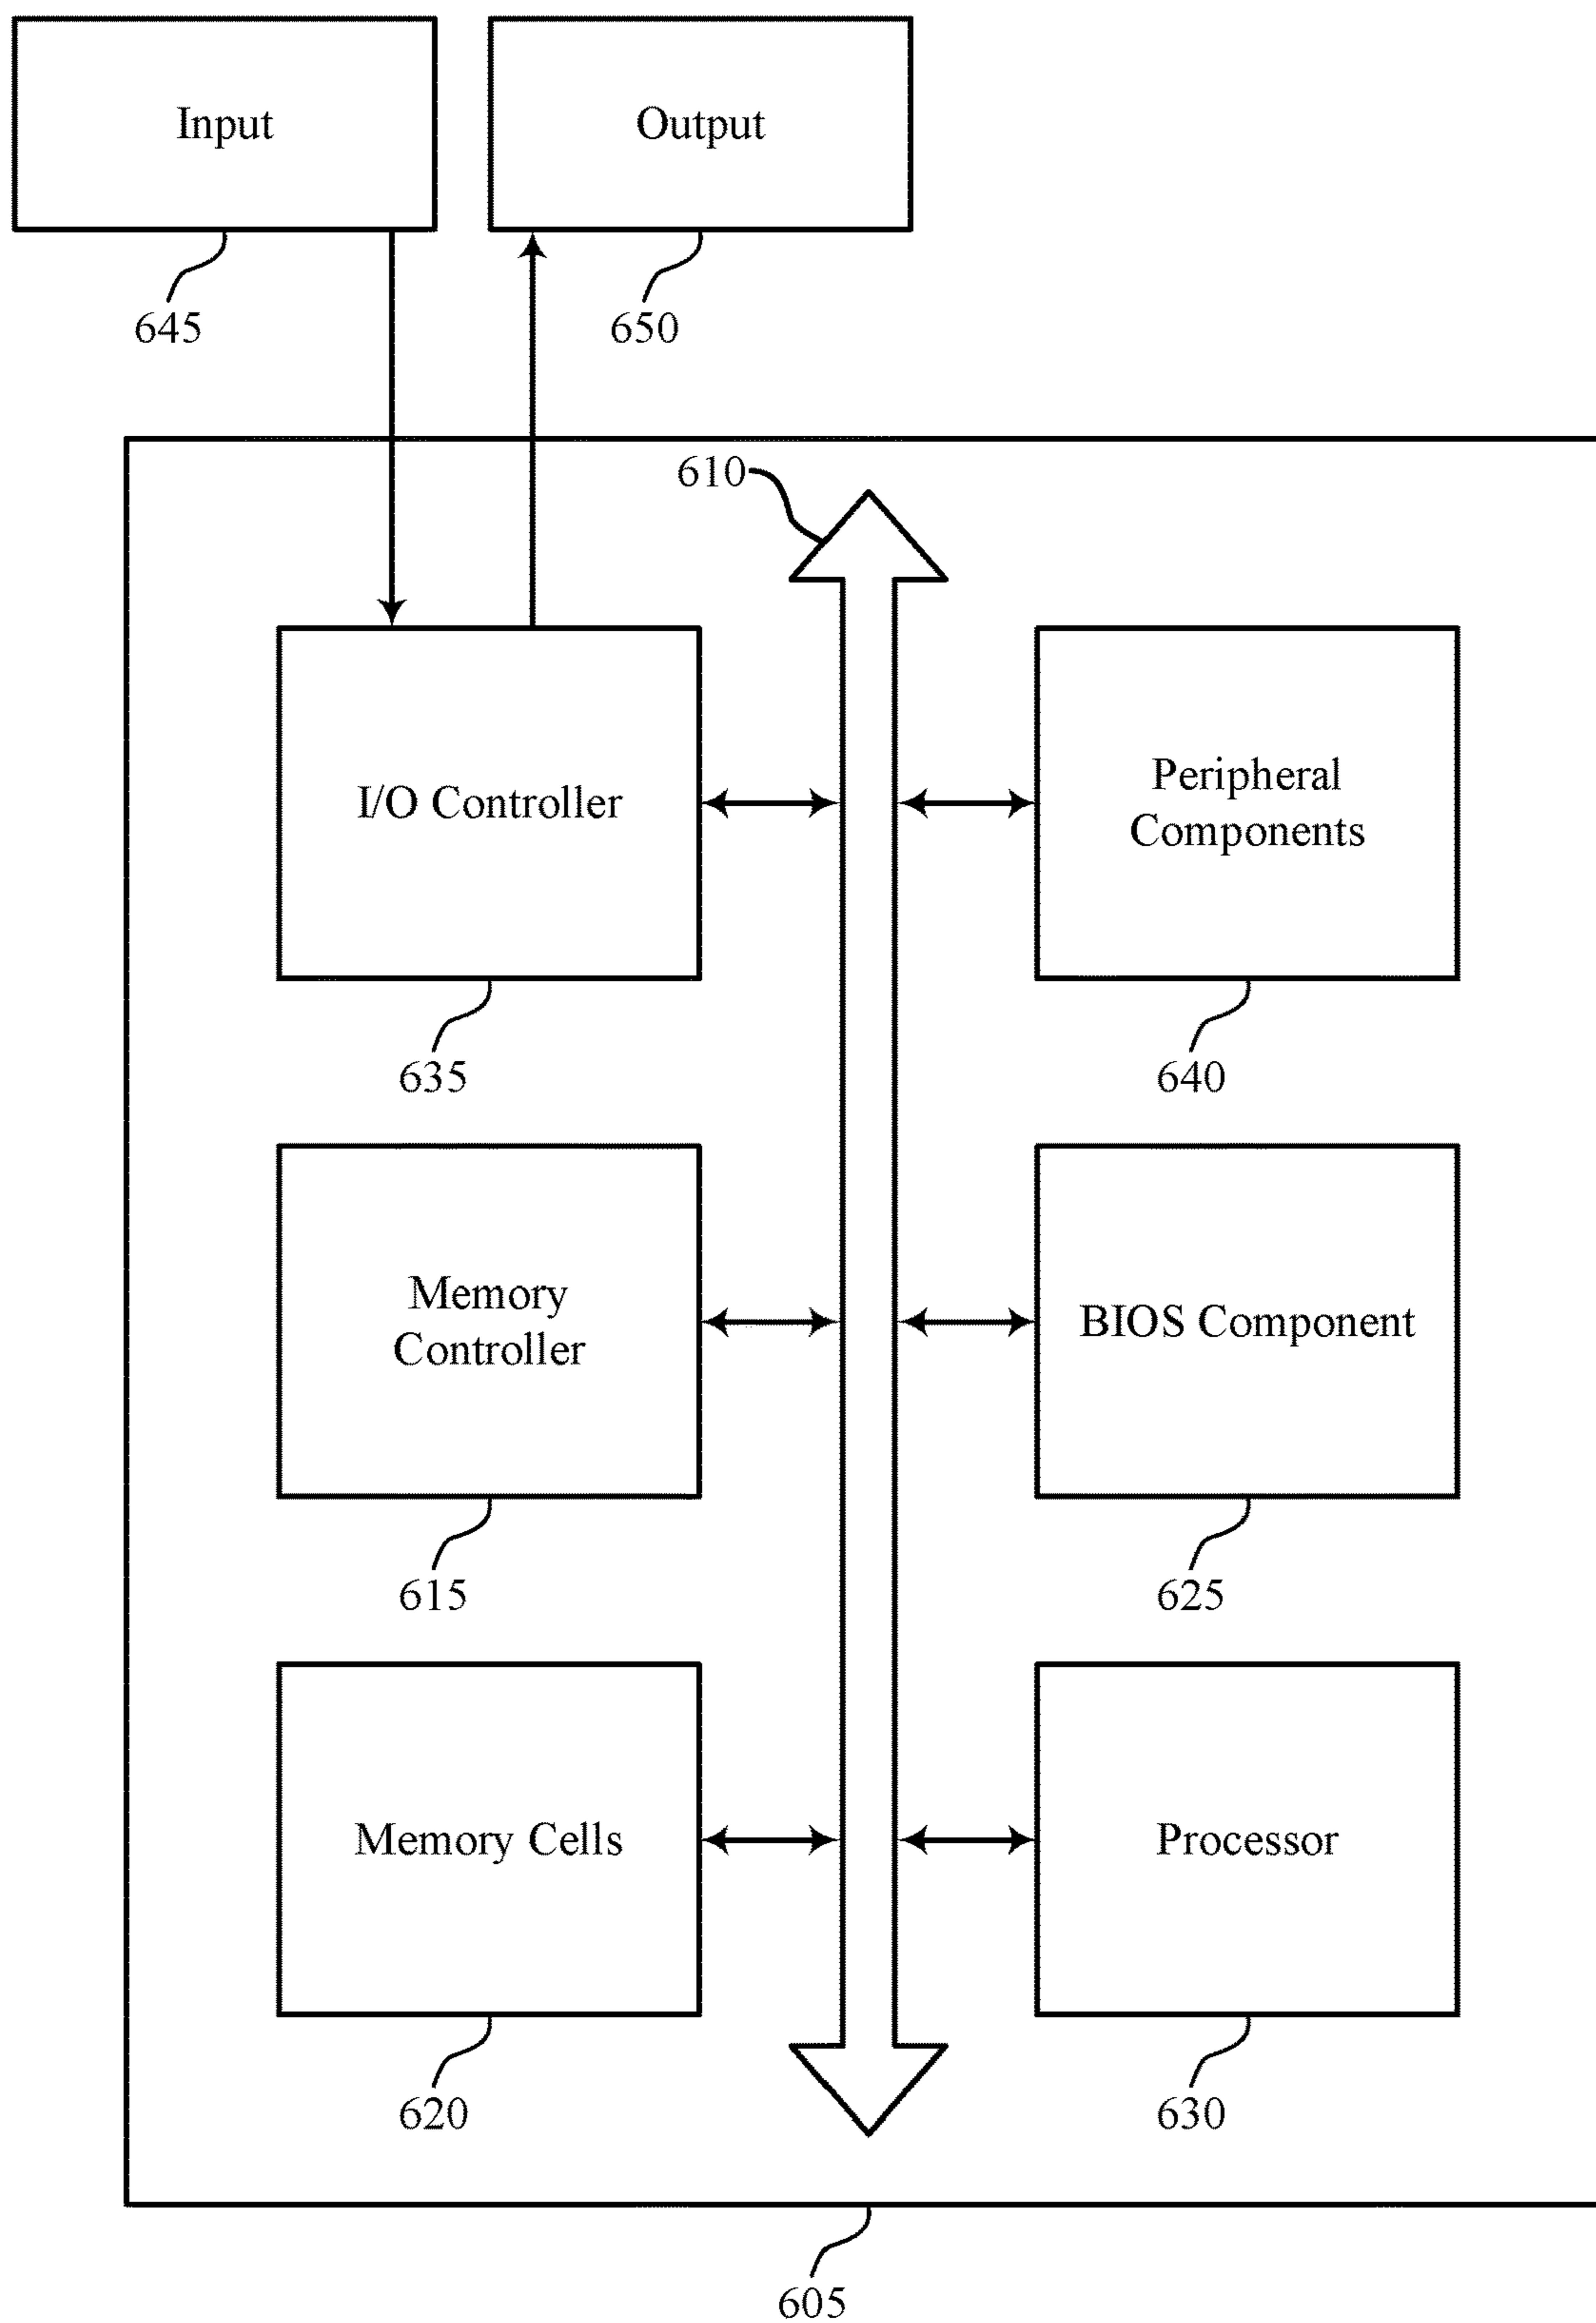 Input
Output
645
650
610
I/O Controller
Peripheral
Components
635
640
Memory
Controller
BIOS Component
615
625
Memory Cells
Processor
620
630
605